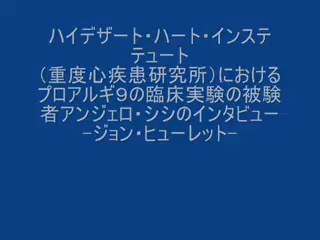 ハイデザート・ハート・インステ
テュート
（重度心疾患研究所）における
プロアルギ９の臨床実験の被験
者アンジェロ・シシのインタビュー
-ジョン・ヒューレット-